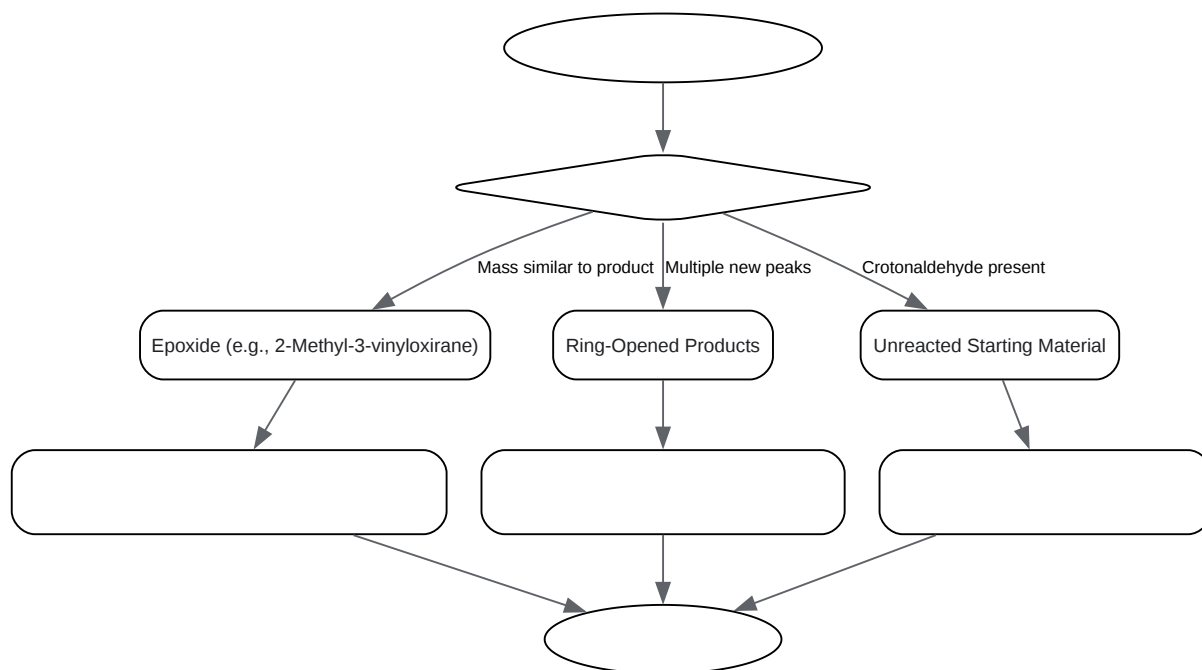 Mass similar to product
Multiple new peaks
Crotonaldehyde present
Epoxide (e.g., 2-Methyl-3-vinyloxirane)
Ring-Opened Products
Unreacted Starting Material